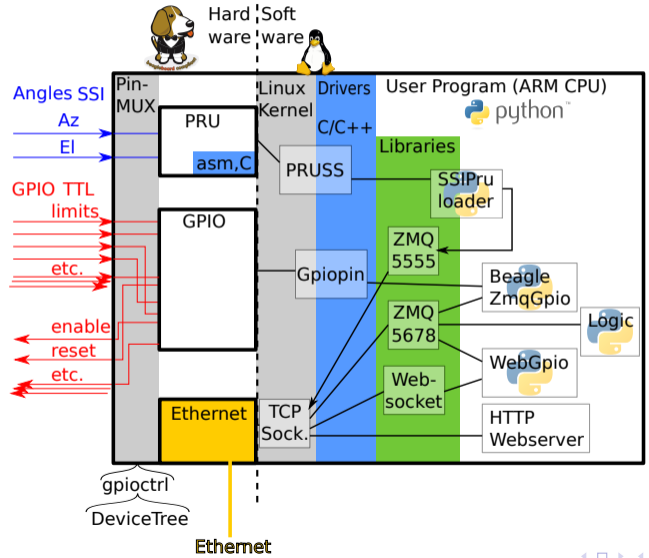 Hard
ware
Soft
ware
Angles SSI
Az
El
GPIO TTL
limits
etc.
enable
reset
etc.
Pin-
MUX
PRU
asm,C
GPIO
Ethernet
Linux
Kernel
Drivers
C/C++
User Program (ARM CPU)
python™
Libraries
PRUSS
SSIPru
loader
ZMQ
5555
Gpiopin
Beagle
ZmqGpio
ZMQ
5678
Logic
WebGpio
Web-
socket
TCP
Sock.
HTTP
Webserver
gpioctrl
DeviceTree
Ethernet